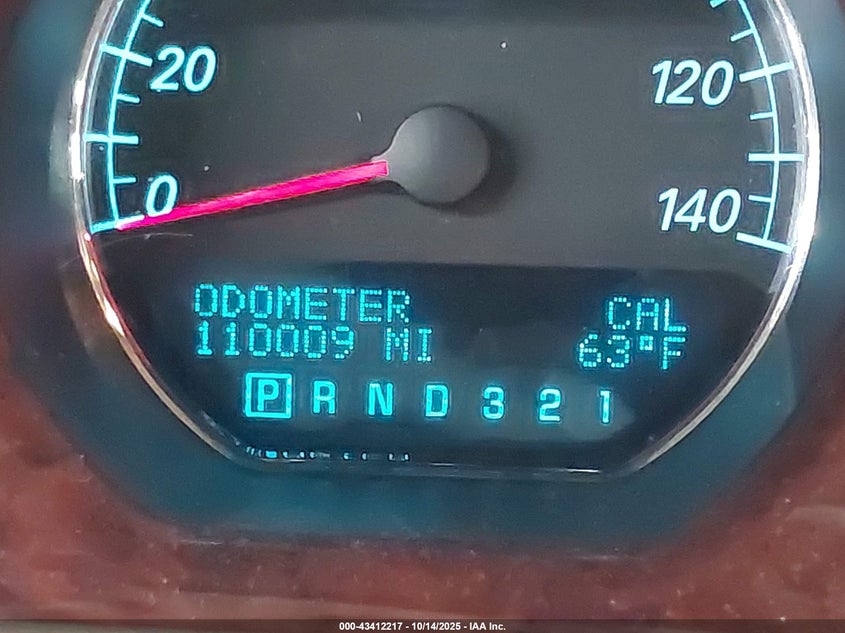 20
120
0
140
ODOMETER CAL
110009 MI 63°F
P R N D 3 2 1
000-43412217 - 10/14/2025 - IAA Inc.